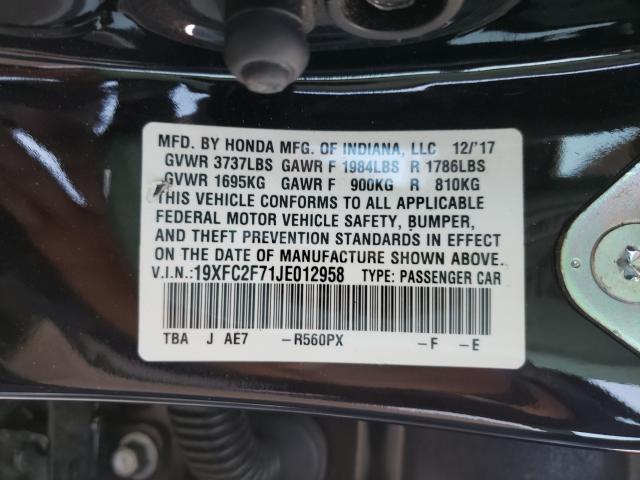 MFD. BY HONDA MFG. OF INDIANA, LLC 12/'17
GVWR 3737LBS GAWR F 1984LBS R 1786LBS
GVWR 1695KG GAWR F 900KG R 810KG
THIS VEHICLE CONFORMS TO ALL APPLICABLE
FEDERAL MOTOR VEHICLE SAFETY, BUMPER,
AND THEFT PREVENTION STANDARDS IN EFFECT
ON THE DATE OF MANUFACTURE SHOWN ABOVE.
V.I.N.:19XFC2F71JE012958 TYPE: PASSENGER CAR
TBA J AE7 –R560PX –F –E